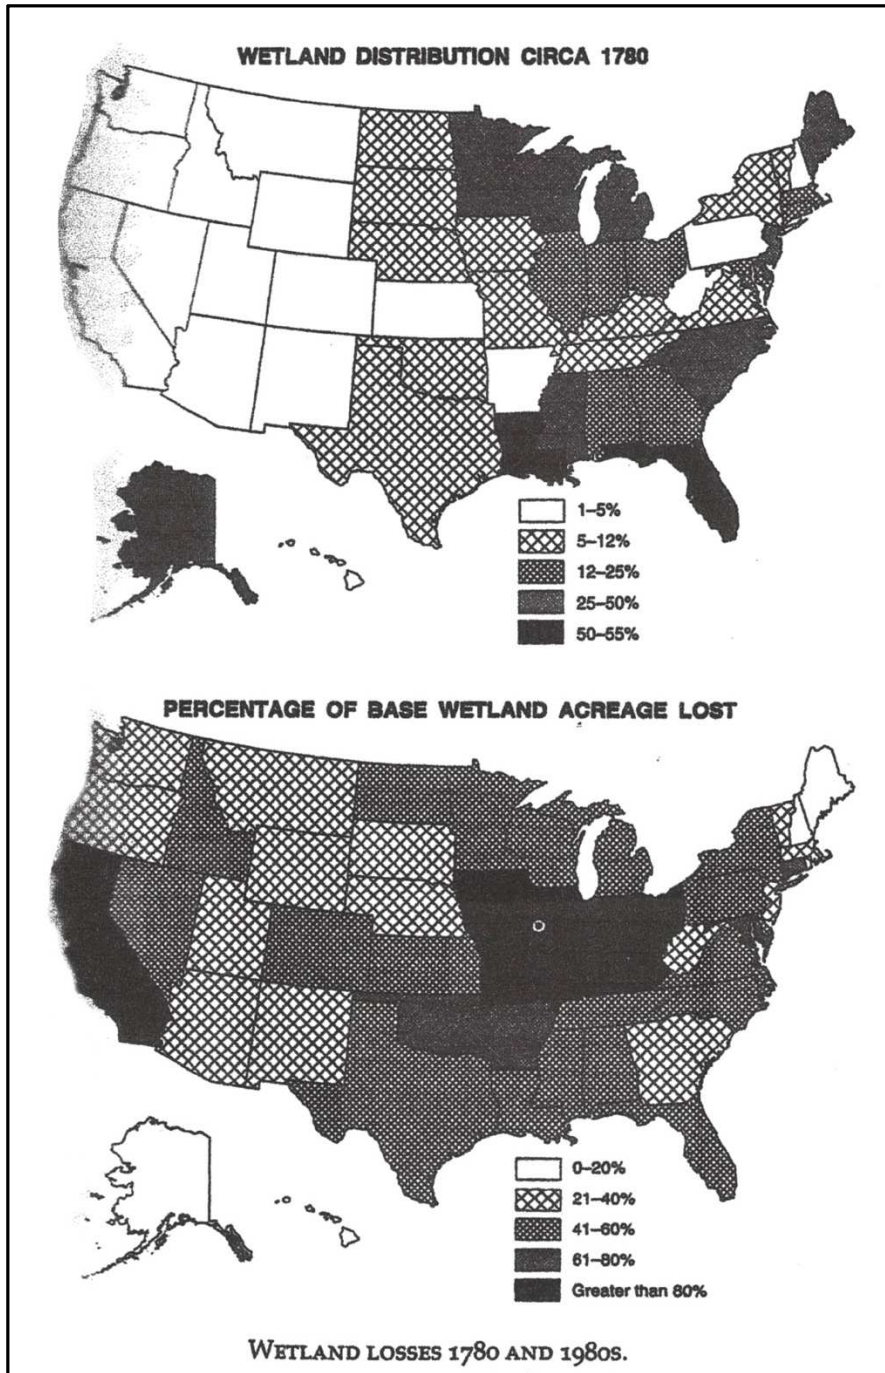 WETLAND DISTRIBUTION CIRCA 1780
1–5%
5–12%
12–25%
25–50%
50–55%
PERCENTAGE OF BASE WETLAND ACREAGE LOST
0–20%
21–40%
41–60%
61–80%
Greater than 80%
WETLAND LOSSES 1780 AND 1980S.